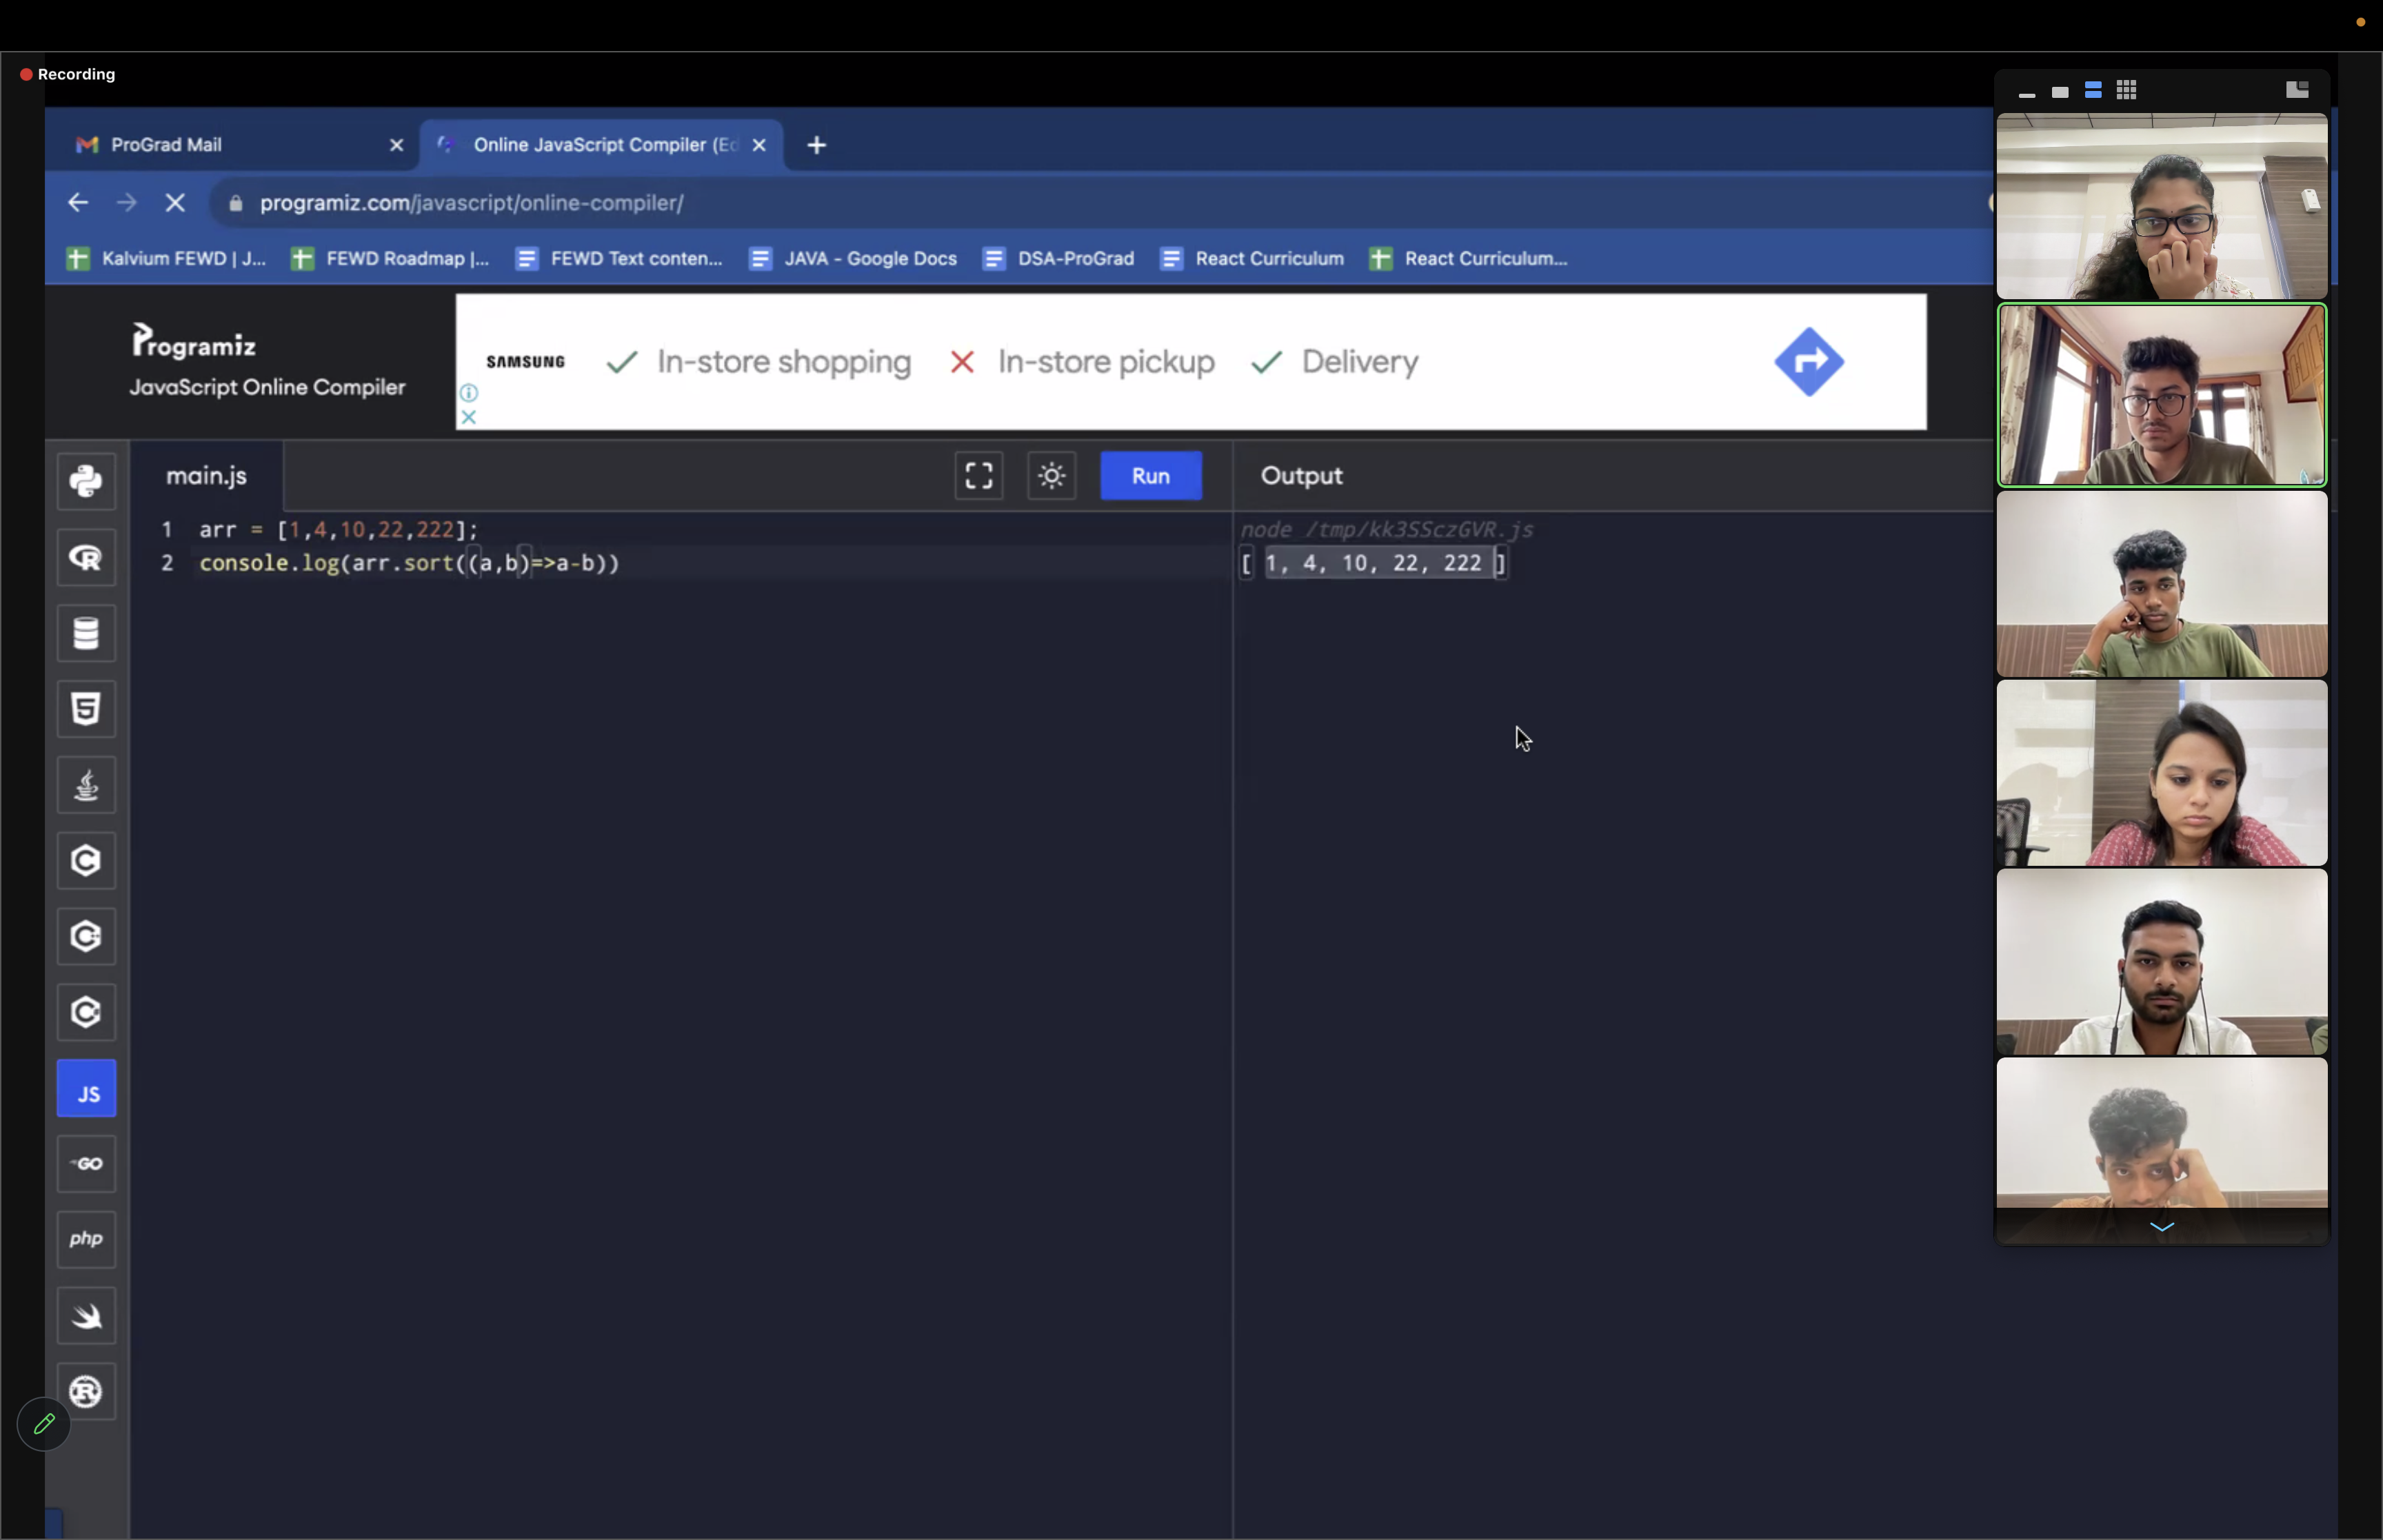 Recording
ProGrad Mail
Online JavaScript Compiler (Ed
programiz.com/javascript/online-compiler/
Kalvium FEWD | J...
FEWD Roadmap |...
FEWD Text conten...
JAVA - Google Docs
DSA-ProGrad
React Curriculum
React Curriculum...
Programiz
JavaScript Online Compiler
SAMSUNG
In-store shopping
In-store pickup
Delivery
main.js
Run
Output
1 arr = [1,4,10,22,222];
2 console.log(arr.sort((a,b)=>a-b))
node /tmp/kk3SSczGVR.js
[ 1, 4, 10, 22, 222 ]
JS
GO
php